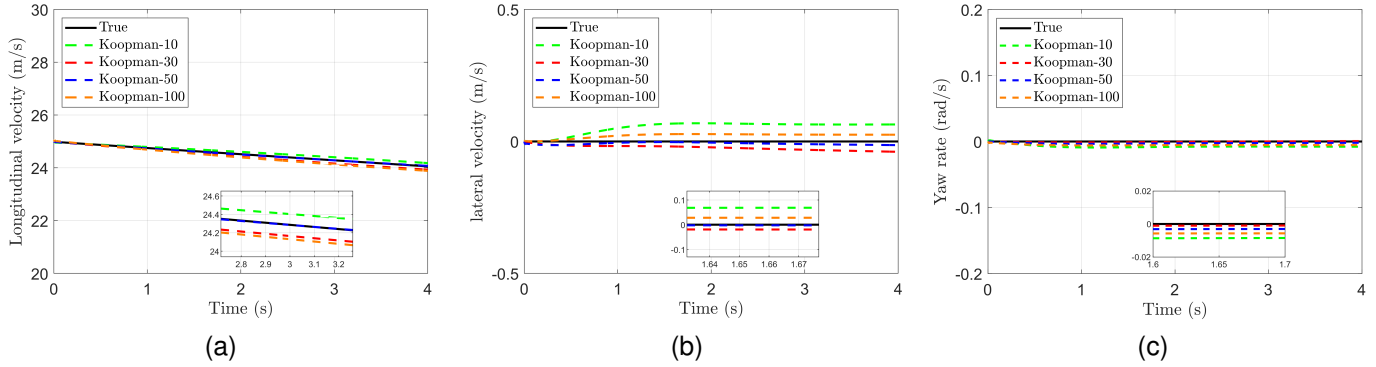 30
28
26
24
22
20
Longitudinal velocity (m/s)
True
Koopman-10
Koopman-30
Koopman-50
Koopman-100
24.6
24.4
24.2
24
2.8 2.9 3 3.1 3.2
0 1 2 3 4
Time (s)
(a)
0.5
0
-0.5
lateral velocity (m/s)
True
Koopman-10
Koopman-30
Koopman-50
Koopman-100
0.1
0
-0.1
1.64 1.65 1.66 1.67
0 1 2 3 4
Time (s)
(b)
0.2
0.1
0
-0.1
-0.2
Yaw rate (rad/s)
True
Koopman-10
Koopman-30
Koopman-50
Koopman-100
0.02
0
-0.02
1.6 1.65 1.7
0 1 2 3 4
Time (s)
(c)